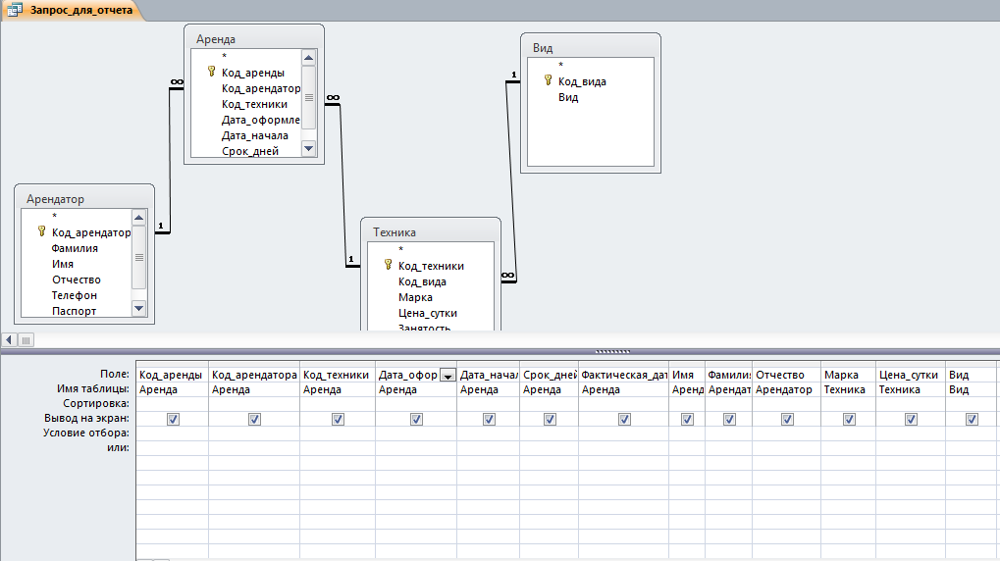 Запрос_для_отчета
Аренда
*
Код_аренды
Код_арендатор
Код_техники
Дата_оформле
Дата_начала
Срок_дней
Вид
*
Код_вида
Вид
Арендатор
*
Код_арендатор
Фамилия
Имя
Отчество
Телефон
Паспорт
Техника
*
Код_техники
Код_вида
Марка
Цена_сутки
Занятость
∞ ∞ 1 1 1 ∞
Поле: Код_аренды Код_арендатора Код_техники Дата_офор Дата_начал Срок_дней Фактическая_дат Имя Фамилия Отчество Марка Цена_сутки Вид
Имя таблицы: Аренда Аренда Аренда Аренда Аренда Аренда Аренда Аренд Арендат Арендатор Техника Техника Вид
Сортировка:
Вывод на экран:
Условие отбора:
или: